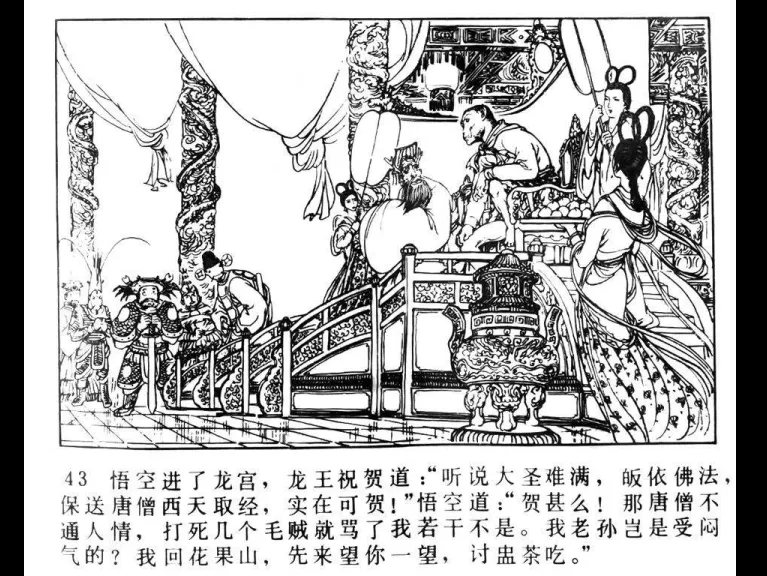 43 悟空进了龙宫，龙王祝贺道：“听说大圣难满，皈依佛法，
保送唐僧西天取经，实在可贺！”悟空道：“贺甚么！那唐僧不
通人情，打死几个毛贼就骂了我若干不是。我老孙岂是受闷
气的？我回花果山，先来望你一望，讨盅茶吃。”